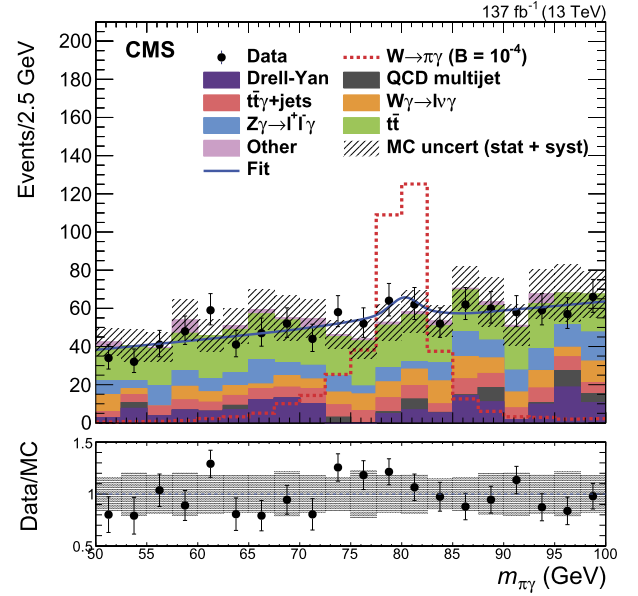 137 fb⁻¹ (13 TeV)
CMS
Data
W→πγ (B = 10⁻⁴)
Drell-Yan
QCD multijet
tt̄γ+jets
Wγ→lνγ
Zγ→l⁺l⁻γ
tt̄
Other
MC uncert (stat + syst)
Fit
Events/2.5 GeV
200
180
160
140
120
100
80
60
40
20
0
Data/MC
1.5
1
0.5
50 55 60 65 70 75 80 85 90 95 100
m_πγ (GeV)